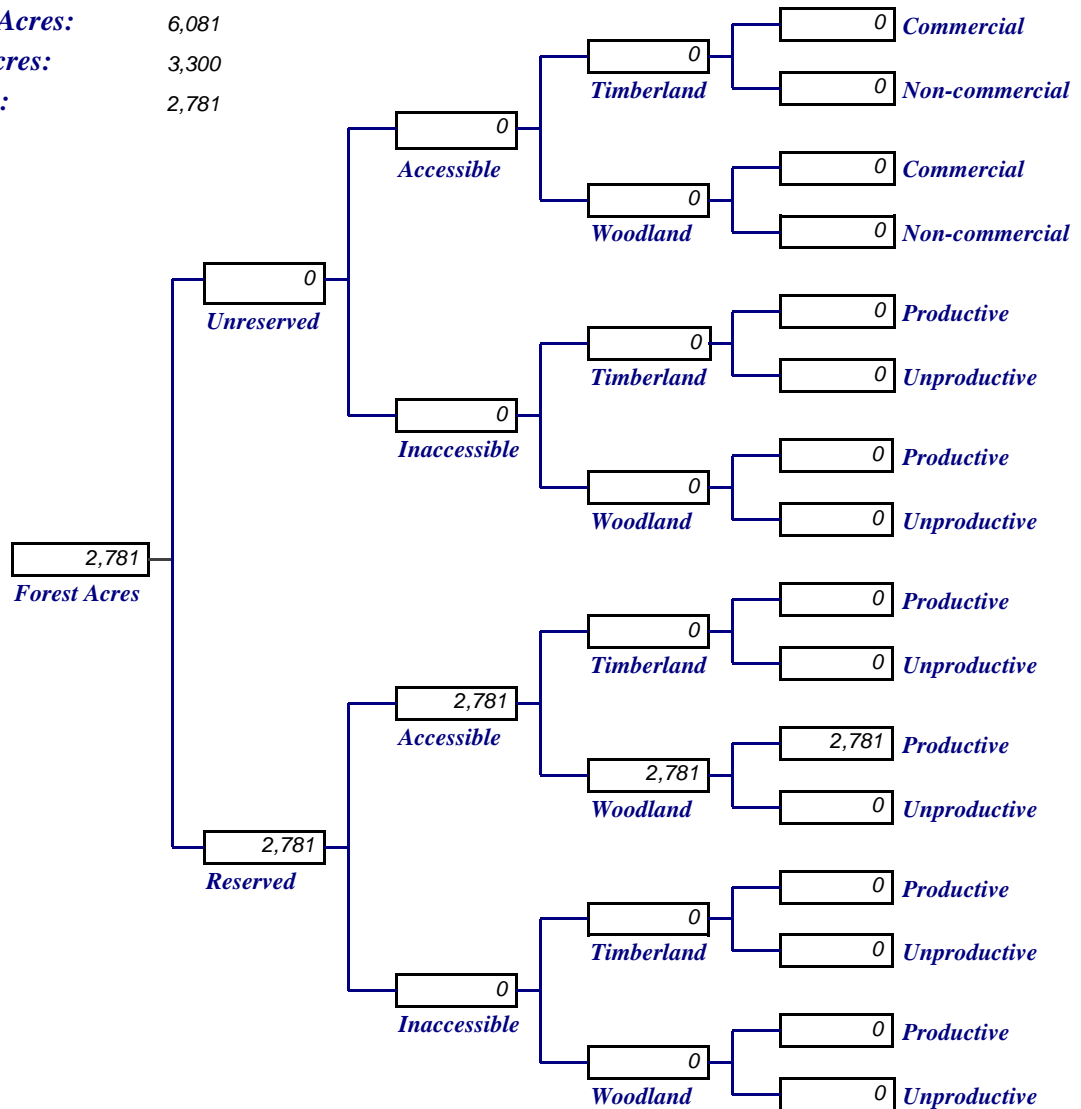 Acres: 6,081
cres: 3,300
: 2,781
0 Commercial
0
Timberland
0 Non-commercial
0
Accessible
0 Commercial
0
Woodland
0 Non-commercial
0
Unreserved
0 Productive
0
Timberland
0 Unproductive
0
Inaccessible
0 Productive
0
Woodland
0 Unproductive
2,781
Forest Acres
0 Productive
0
Timberland
0 Unproductive
2,781
Accessible
2,781 Productive
2,781
Woodland
0 Unproductive
2,781
Reserved
0 Productive
0
Timberland
0 Unproductive
0
Inaccessible
0 Productive
0
Woodland
0 Unproductive